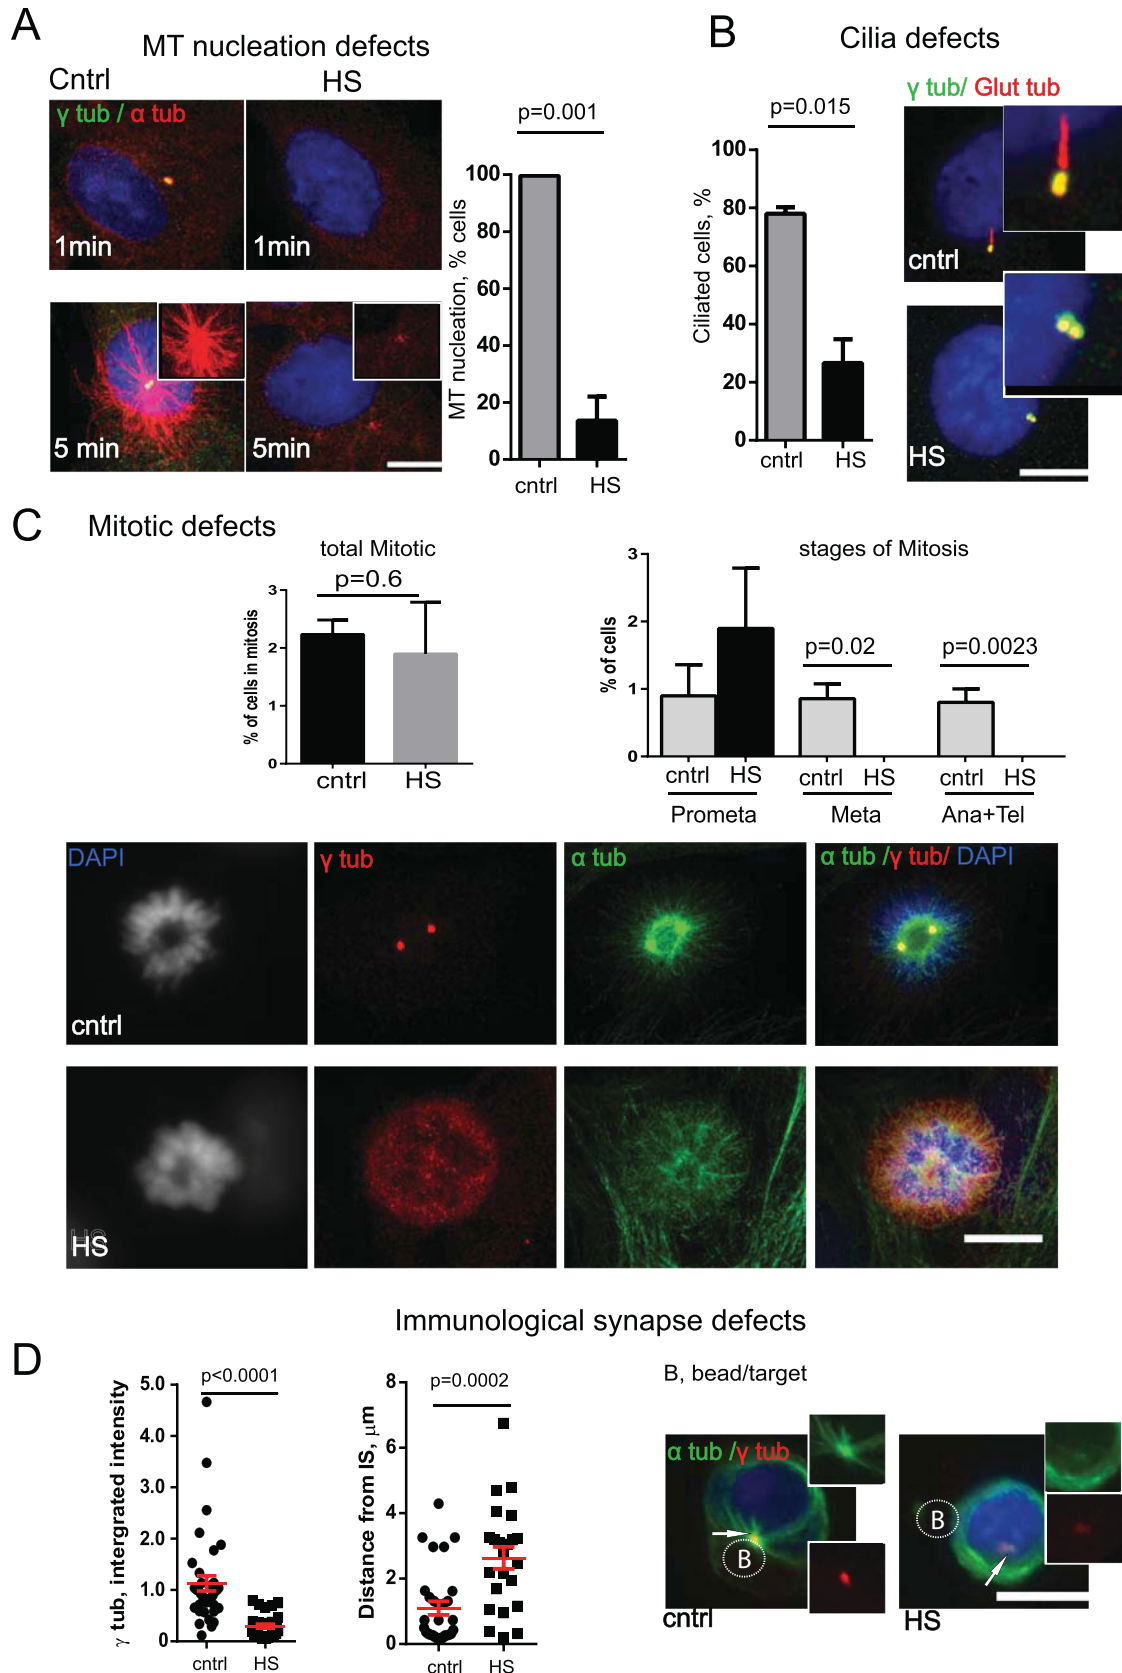 A
MT nucleation defects
Cntrl
HS
γ tub / α tub
1min
1min
5 min
5min
p=0.001
MT nucleation, % cells
100
80
60
40
20
0
cntrl
HS
B
Cilia defects
p=0.015
Ciliated cells, %
100
80
60
40
20
0
cntrl
HS
γ tub/ Glut tub
cntrl
HS
C
Mitotic defects
total Mitotic
p=0.6
% of cells in mitosis
3
2
1
0
cntrl
HS
stages of Mitosis
% of cells
3
2
1
0
p=0.02
p=0.0023
cntrl HS cntrl HS cntrl HS
Prometa Meta Ana+Tel
DAPI
γ tub
α tub
α tub /γ tub/ DAPI
cntrl
HS
Immunological synapse defects
D
p<0.0001
γ tub, intergrated intensity
5.0
4.0
3.0
2.0
1.0
0
cntrl
HS
p=0.0002
Distance from IS, μm
8
6
4
2
0
cntrl
HS
B, bead/target
α tub /γ tub
B
cntrl
B
HS